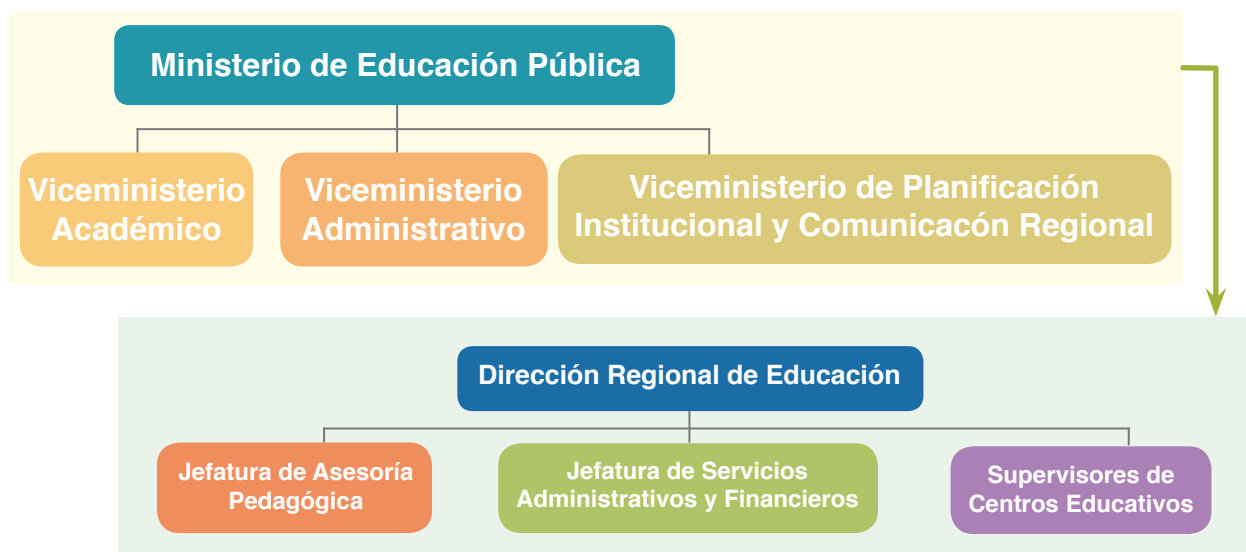 Ministerio de Educación Pública
Viceministerio
Académico
Viceministerio
Administrativo
Viceministerio de Planificación
Institucional y Comunicacón Regional
Dirección Regional de Educación
Jefatura de Asesoría
Pedagógica
Jefatura de Servicios
Administrativos y Financieros
Supervisores de
Centros Educativos